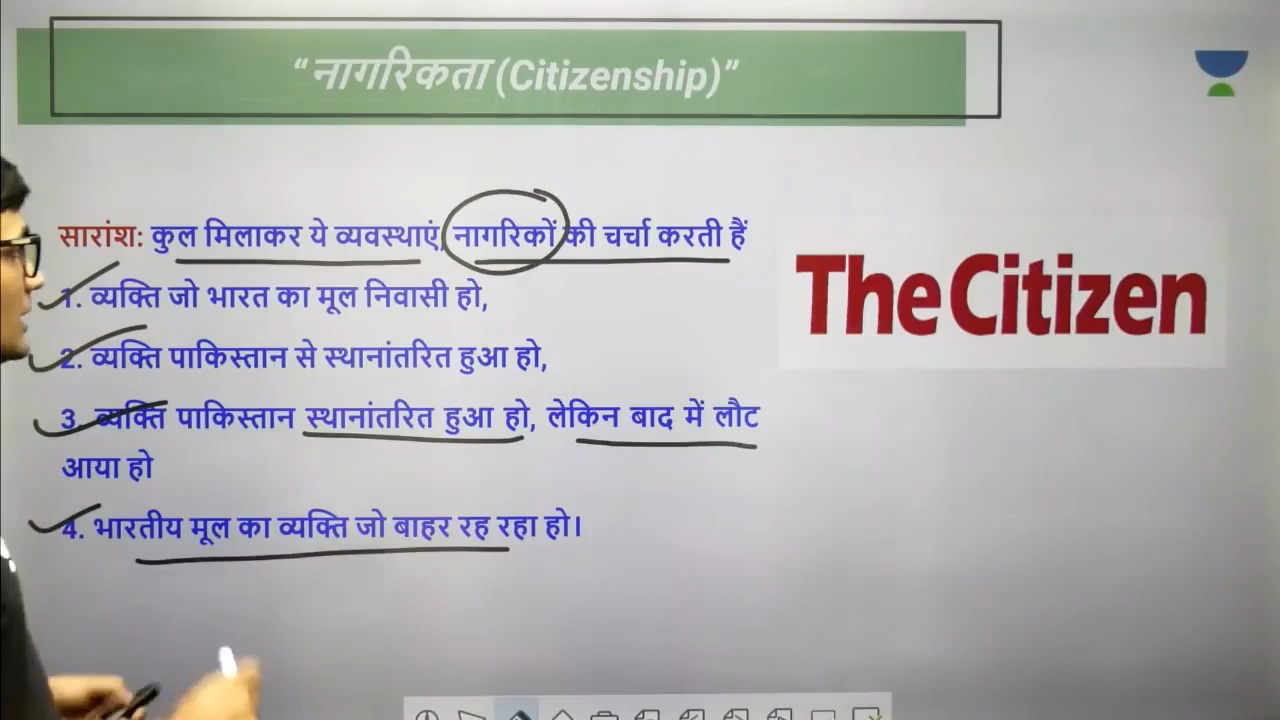 “नागरिकता (Citizenship)”
सारांश: कुल मिलाकर ये व्यवस्थाएं, नागरिकों की चर्चा करती हैं
1. व्यक्ति जो भारत का मूल निवासी हो,
2. व्यक्ति पाकिस्तान से स्थानांतरित हुआ हो,
3. व्यक्ति पाकिस्तान स्थानांतरित हुआ हो, लेकिन बाद में लौट
आया हो
4. भारतीय मूल का व्यक्ति जो बाहर रह रहा हो।
The Citizen